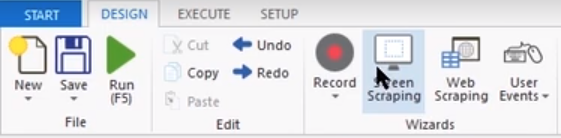 START DESIGN EXECUTE SETUP
New
Save
Run
(F5)
File
Cut
Copy
Paste
Undo
Redo
Edit
Record
Screen
Scraping
Web
Scraping
User
Events
Wizards